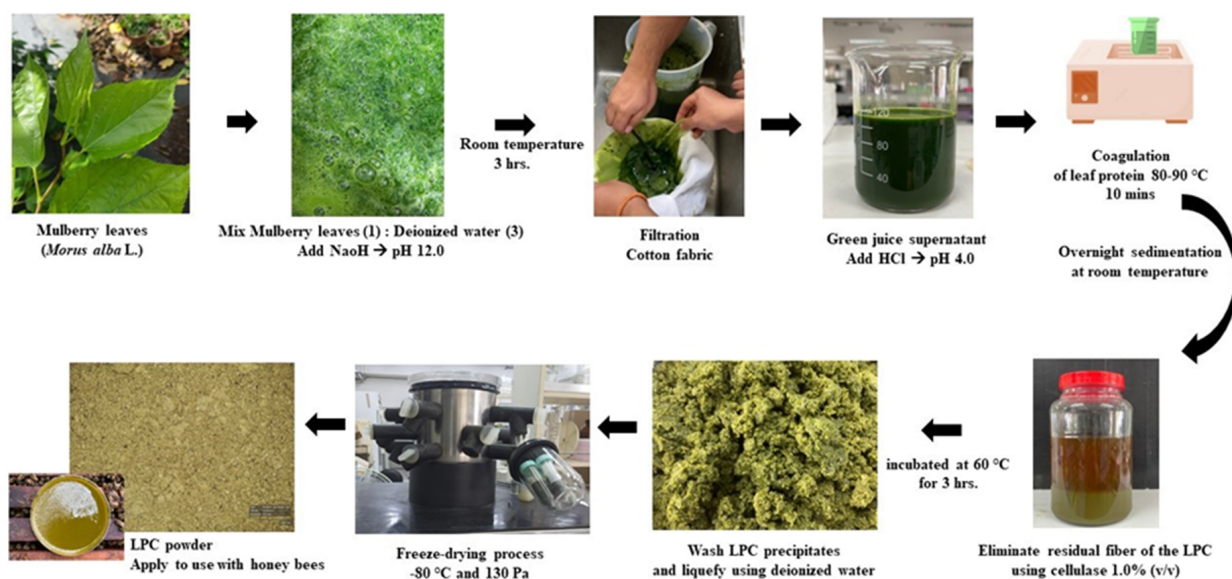 Mulberry leaves
(Morus alba L.)
Mix Mulberry leaves (1) : Deionized water (3)
Add NaoH → pH 12.0
Room temperature
3 hrs.
Filtration
Cotton fabric
120
80
40
Green juice supernatant
Add HCl → pH 4.0
Coagulation
of leaf protein 80-90 °C
10 mins
Overnight sedimentation
at room temperature
Eliminate residual fiber of the LPC
using cellulase 1.0% (v/v)
incubated at 60 °C
for 3 hrs.
Wash LPC precipitates
and liquefy using deionized water
Freeze-drying process
-80 °C and 130 Pa
LPC powder
Apply to use with honey bees